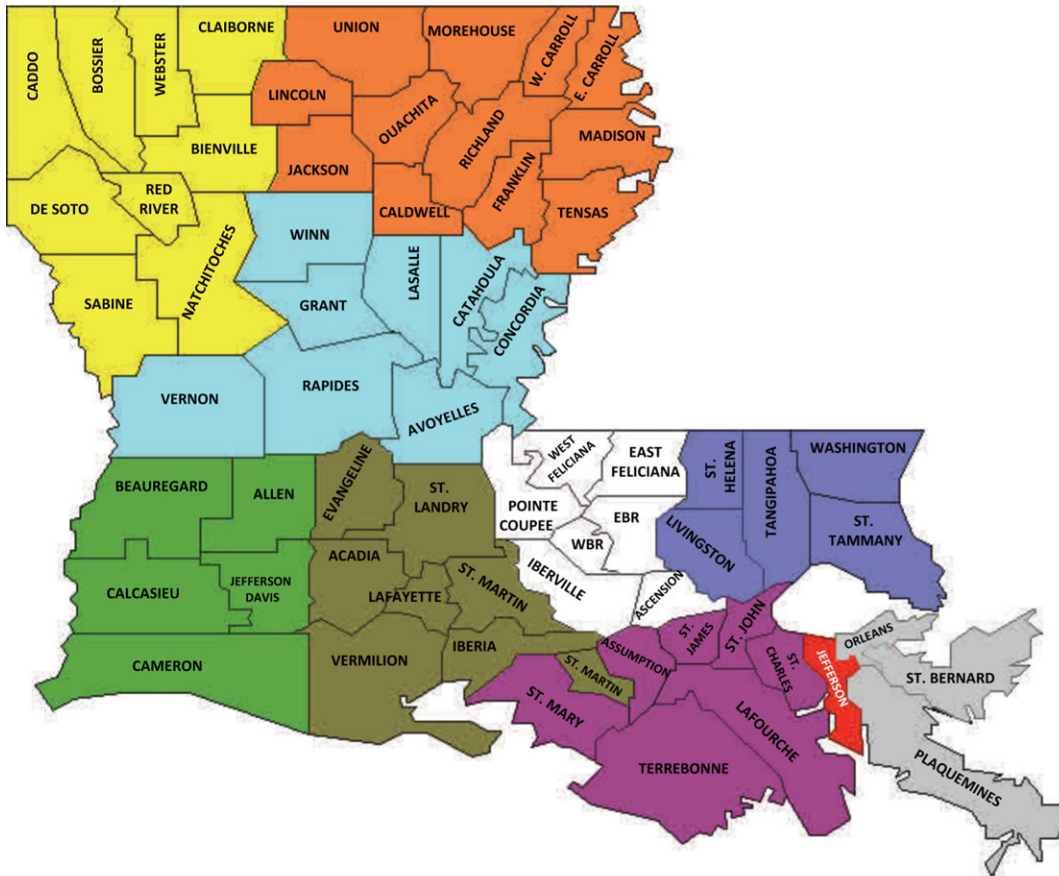 CLAIBORNE
UNION
MOREHOUSE
W. CARROLL
E. CARROLL
CADDO
BOSSIER
WEBSTER
LINCOLN
OUACHITA
RICHLAND
MADISON
BIENVILLE
JACKSON
FRANKLIN
DE SOTO
RED
RIVER
CALDWELL
TENSAS
NATCHITOCHES
WINN
LASALLE
CATAHOULA
CONCORDIA
SABINE
GRANT
VERNON
RAPIDES
AVOYELLES
WEST
FELICIANA
EAST
FELICIANA
ST.
HELENA
TANGIPAHOA
WASHINGTON
BEAUREGARD
ALLEN
EVANGELINE
ST.
LANDRY
POINTE
COUPEE
EBR
WBR
LIVINGSTON
ST.
TAMMANY
ACADIA
IBERVILLE
CALCASIEU
JEFFERSON
DAVIS
LAFAYETTE
ST. MARTIN
ASCENSION
ST.
JAMES
ST. JOHN
ORLEANS
CAMERON
VERMILION
IBERIA
ST. MARTIN
ASSUMPTION
ST.
CHARLES
JEFFERSON
ST. BERNARD
ST. MARY
LAFOURCHE
TERREBONNE
PLAQUEMINES